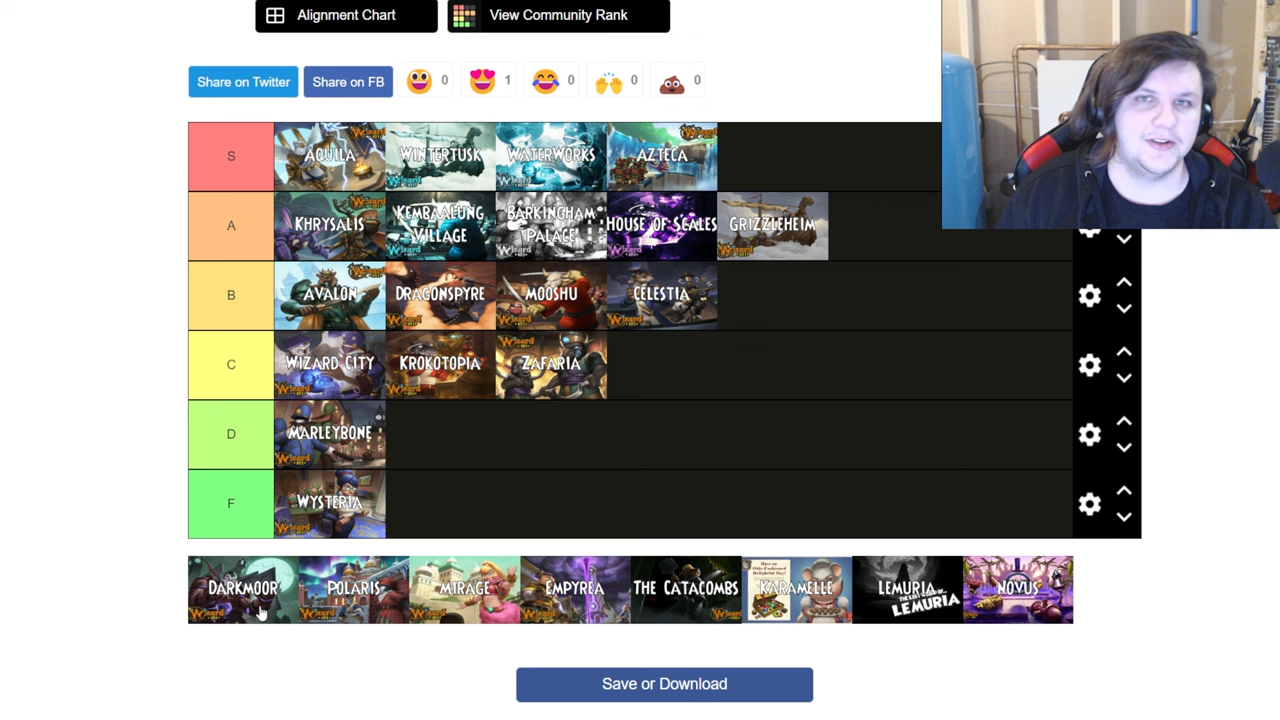 Alignment Chart
View Community Rank
Share on Twitter
Share on FB
0
1
0
0
0
S
AQUILA
WINTERTUSK
WATERWORKS
AZTECA
A
KHRYSALIS
KEMBAALUNG
VILLAGE
BARKINGHAM
PALACE
HOUSE OF SCALES
GRIZZLEHEIM
B
AVALON
DRAGONSPYRE
MOOSHU
CELESTIA
C
WIZARD CITY
KROKOTOPIA
ZAFARIA
D
MARLEYBONE
F
WYSTERIA
DARKMOOR
POLARIS
MIRAGE
EMPYREA
THE CATACOMBS
KARAMELLE
LEMURIA
LEMURIA
NOVUS
Save or Download